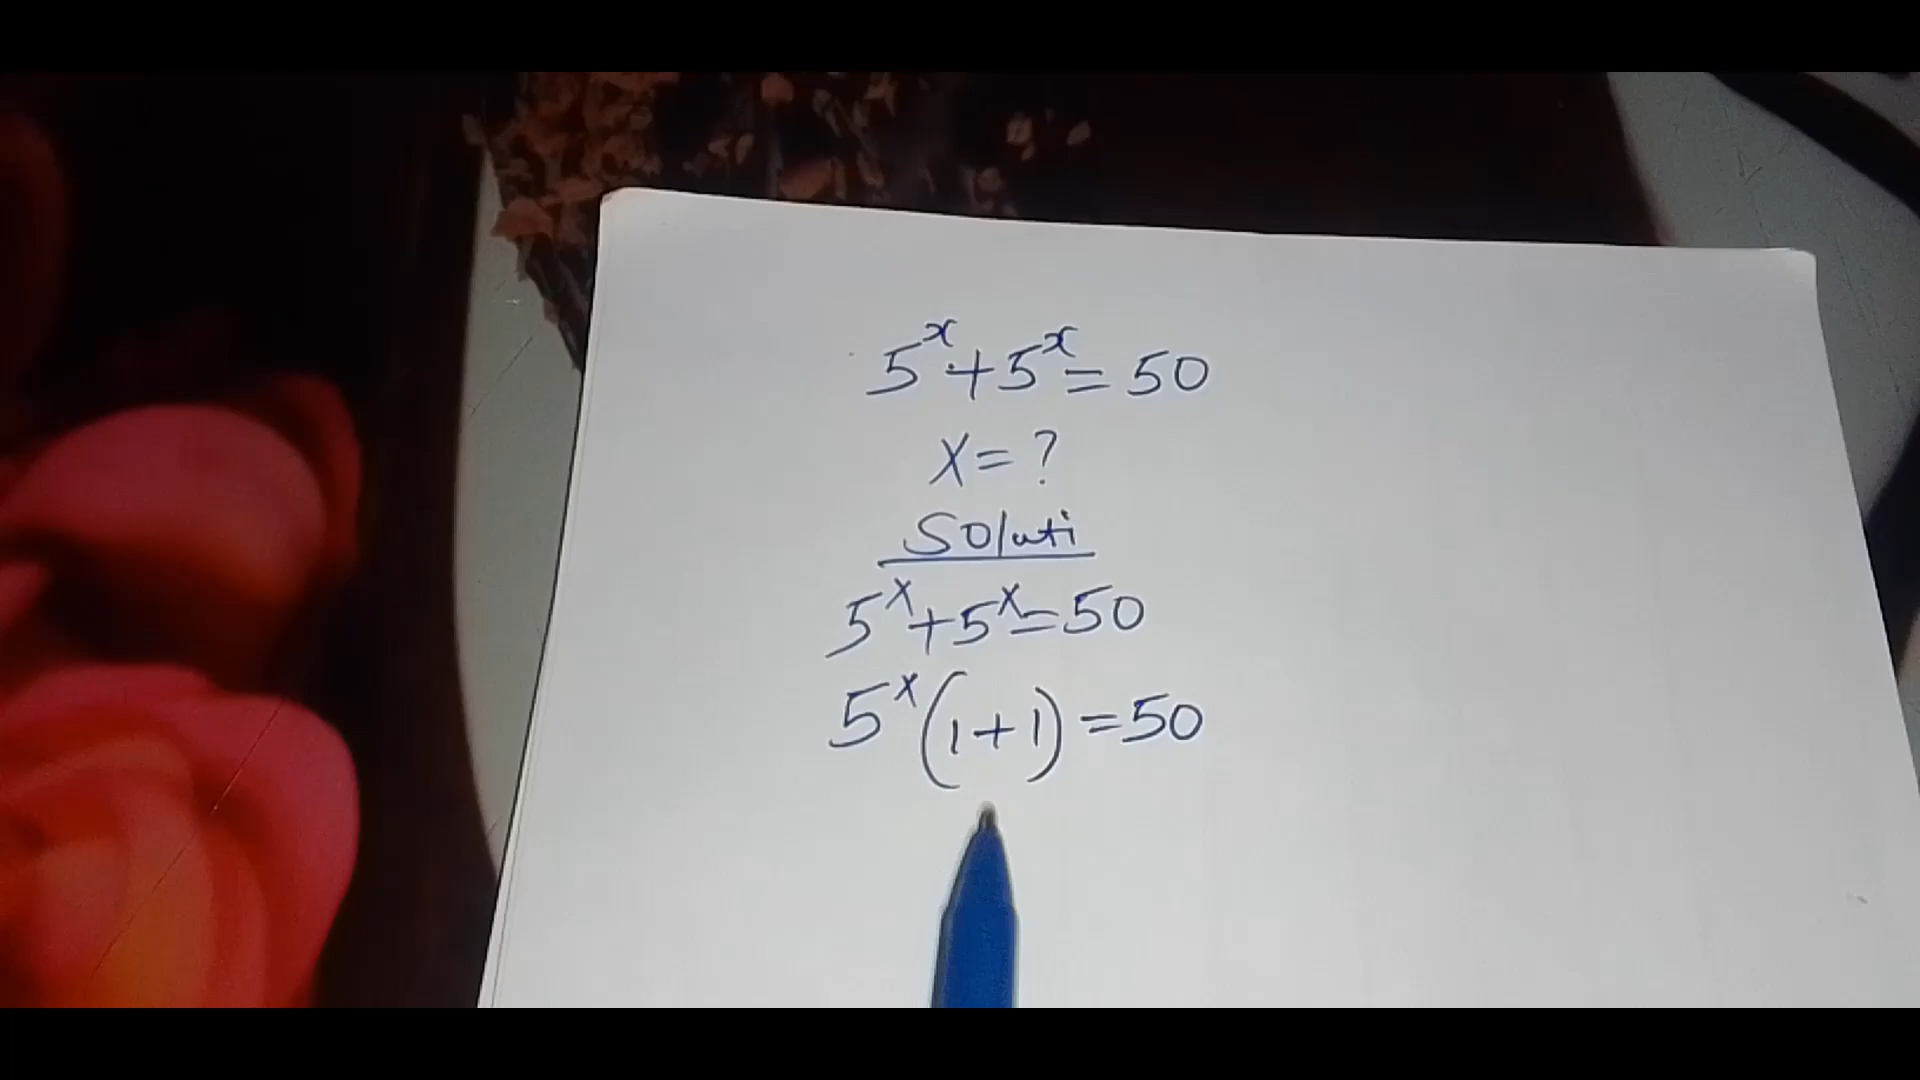 5^x + 5^x = 50
x = ?
Soluti
5^x + 5^x = 50
5^x (1 + 1) = 50